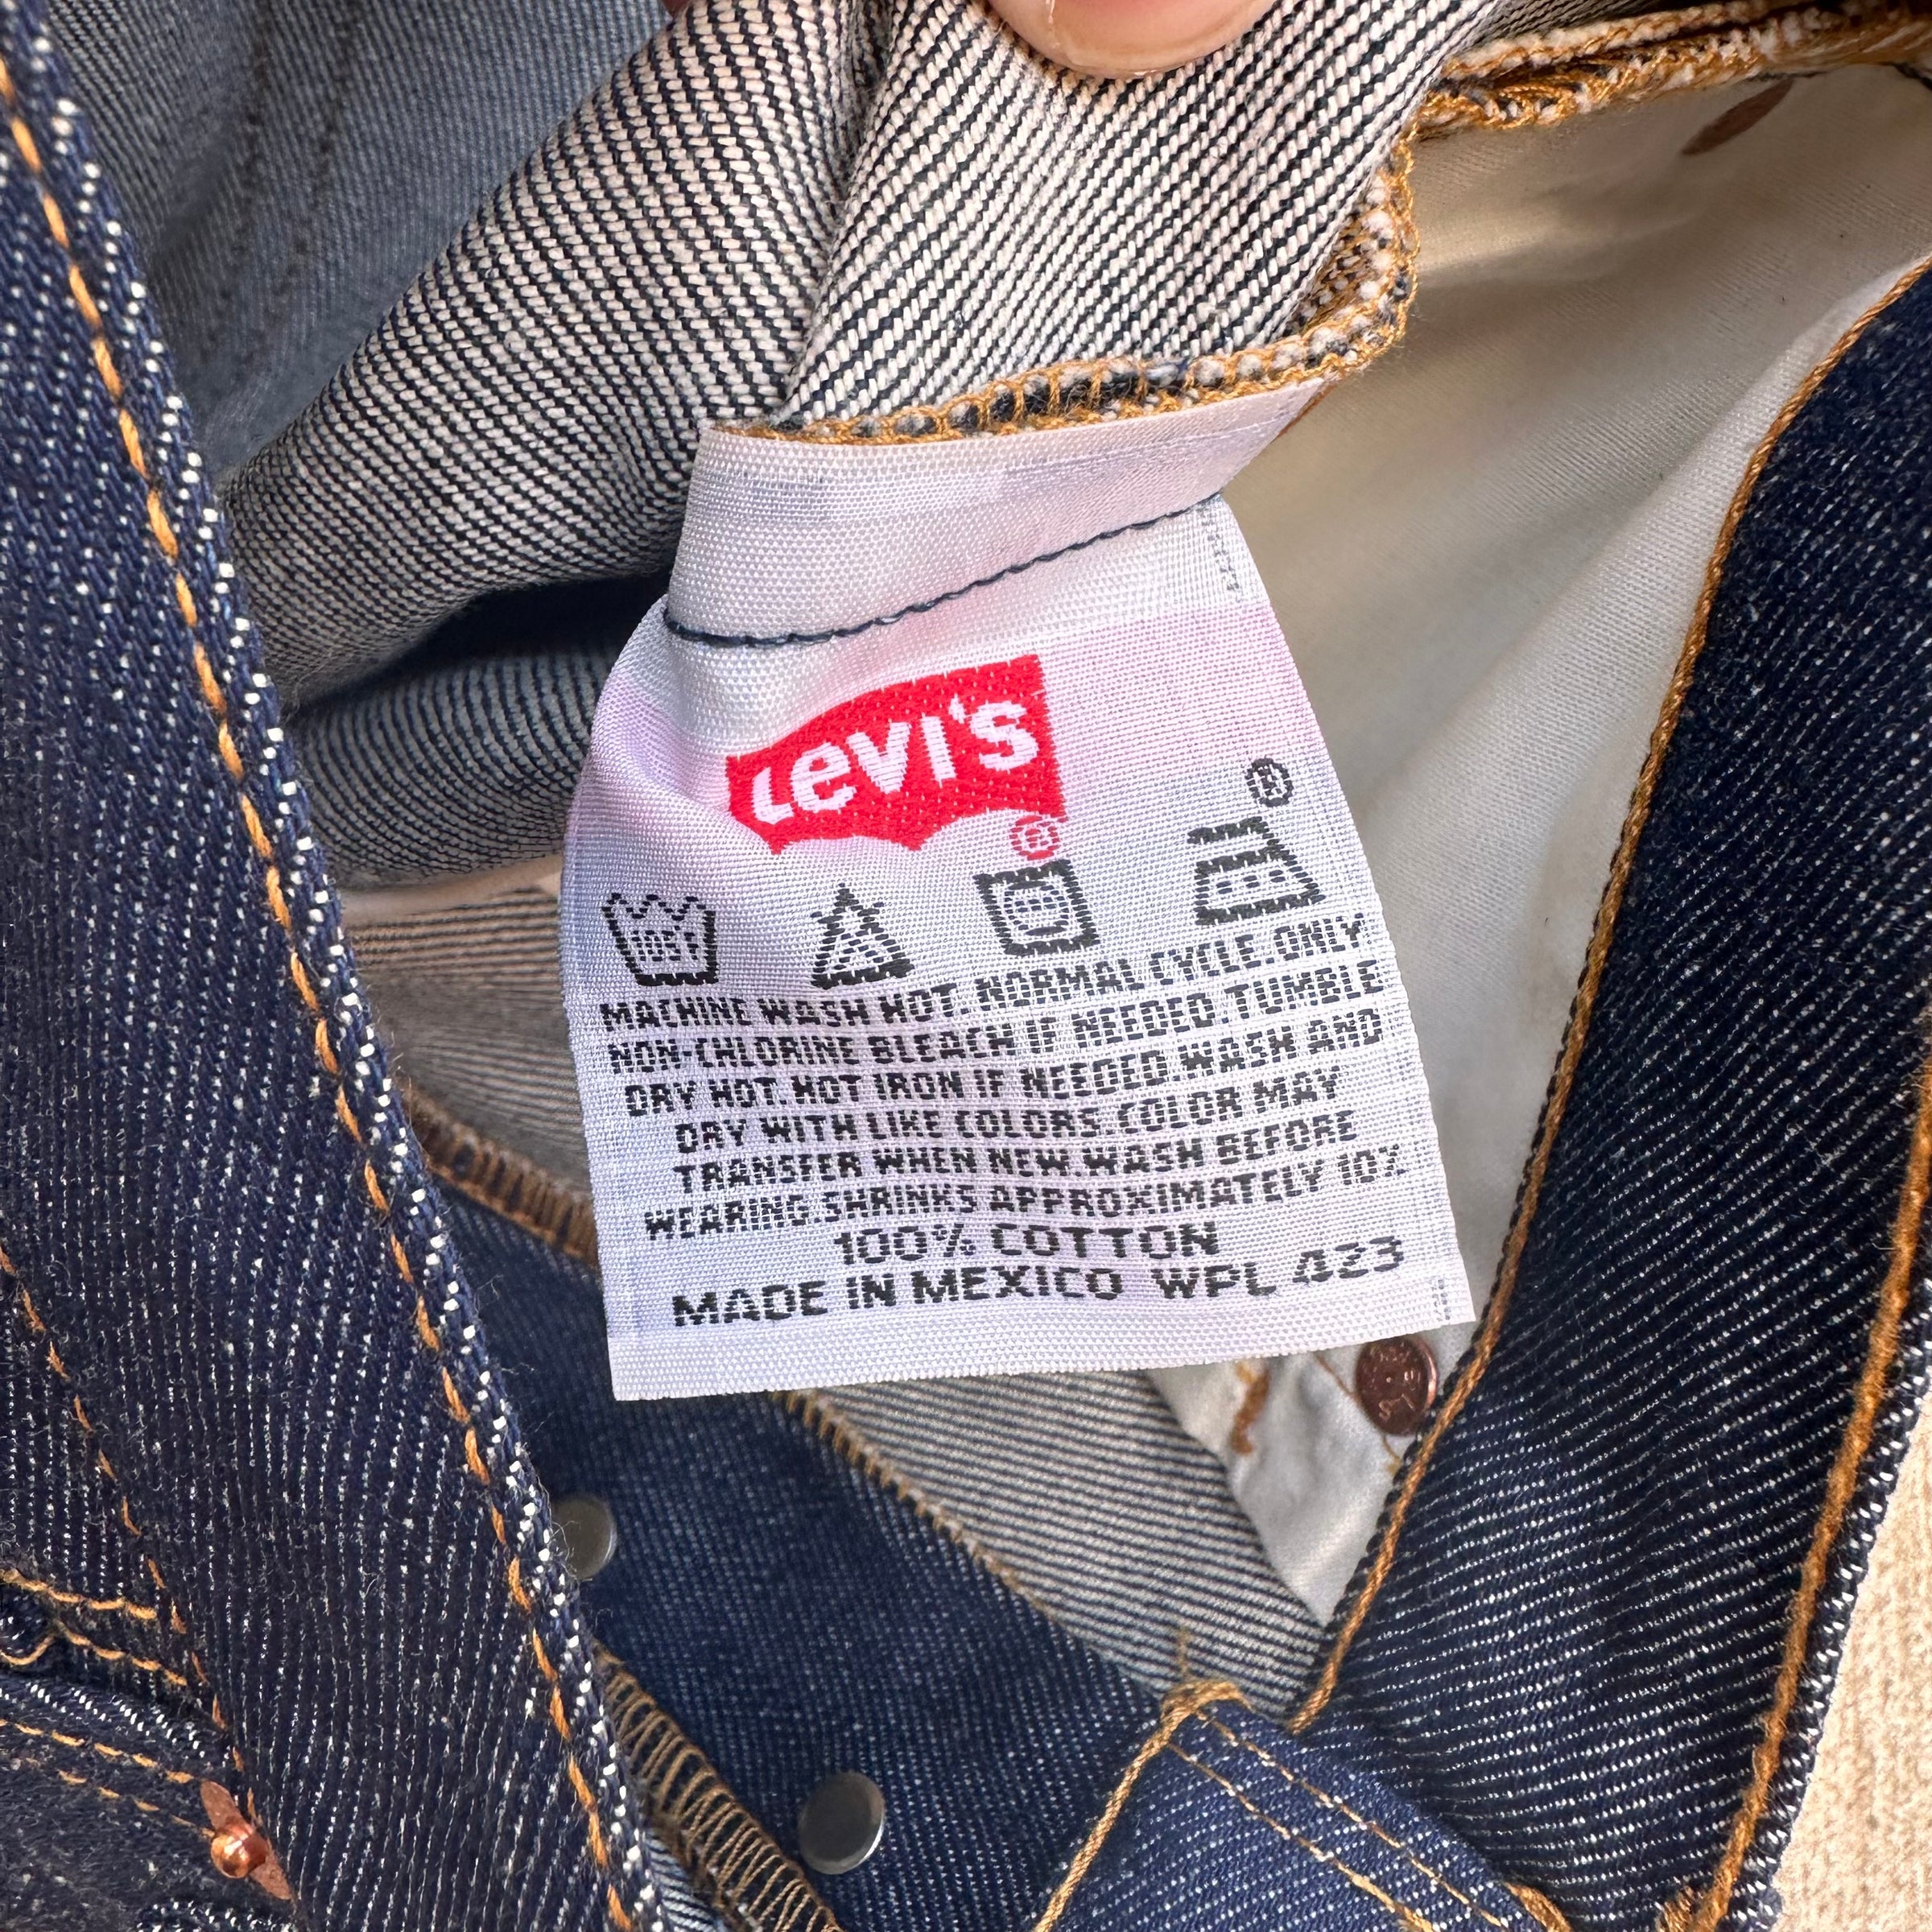 Levi's
®
®
105F
MACHINE WASH HOT. NORMAL CYCLE. ONLY
NON-CHLORINE BLEACH IF NEEDED. TUMBLE
DRY HOT. HOT IRON IF NEEDED. WASH AND
DRY WITH LIKE COLORS. COLOR MAY
TRANSFER WHEN NEW. WASH BEFORE
WEARING. SHRINKS APPROXIMATELY 10%
100% COTTON
MADE IN MEXICO WPL 423